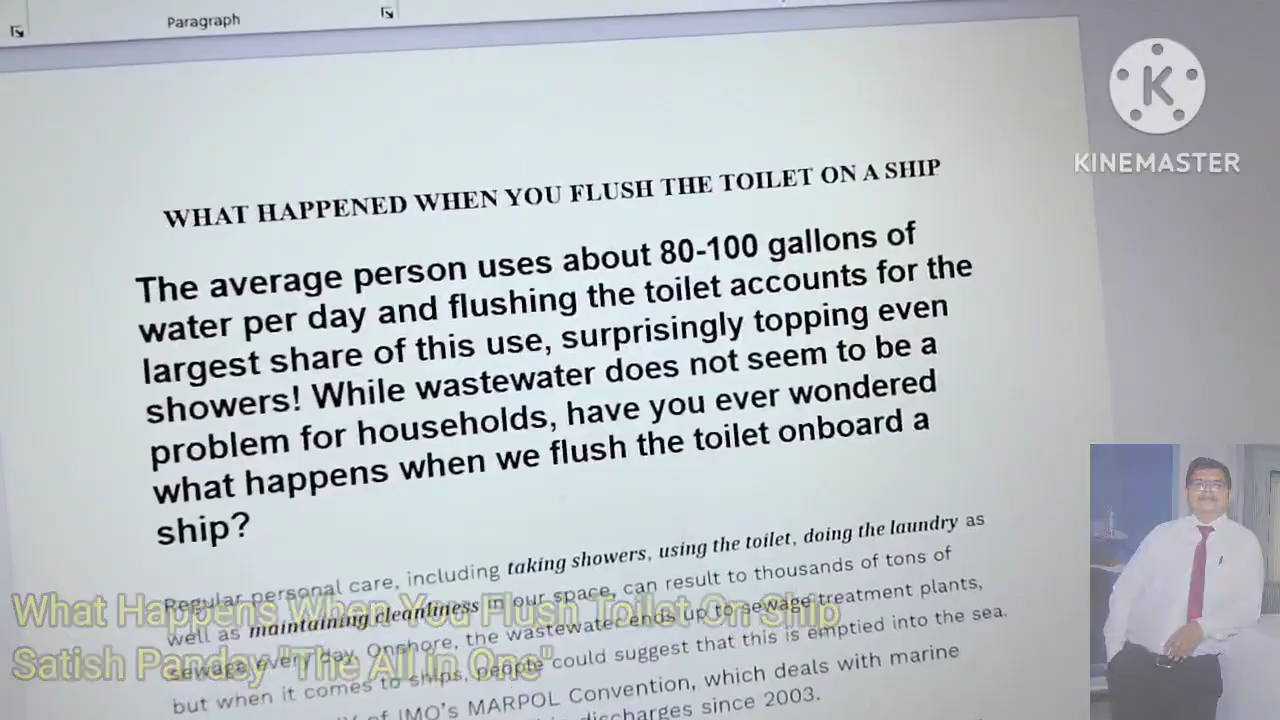 Paragraph
KINEMASTER
WHAT HAPPENED WHEN YOU FLUSH THE TOILET ON A SHIP
The average person uses about 80-100 gallons of
water per day and flushing the toilet accounts for the
largest share of this use, surprisingly topping even
showers! While wastewater does not seem to be a
problem for households, have you ever wondered
what happens when we flush the toilet onboard a
ship?
Regular personal care, including taking showers, using the toilet, doing the laundry as
well as maintaining cleanliness in our space, can result to thousands of tons of
sewage every day. Onshore, the wastewater ends up to sewage treatment plants,
but when it comes to ships, people could suggest that this is emptied into the sea.
of IMO's MARPOL Convention, which deals with marine
discharges since 2003.
What Happens When You Flush Toilet On Ship
Satish Pandey "The All in One"